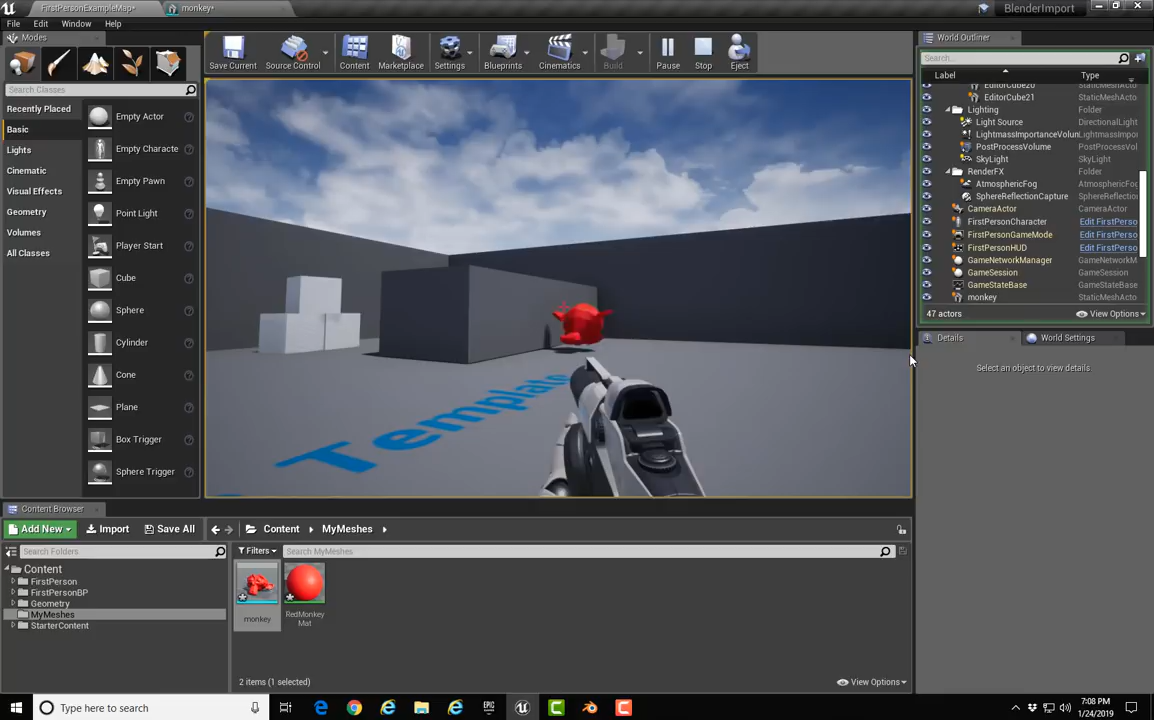 FirstPersonExampleMap*
monkey*
BlenderImport
File Edit Window Help
Modes
Search Classes
Recently Placed
Basic
Lights
Cinematic
Visual Effects
Geometry
Volumes
All Classes
Empty Actor
Empty Characte
Empty Pawn
Point Light
Player Start
Cube
Sphere
Cylinder
Cone
Plane
Box Trigger
Sphere Trigger
Save Current
Source Control
Content
Marketplace
Settings
Blueprints
Cinematics
Build
Pause
Stop
Eject
Template
World Outliner
Search...
Label Type
EditorCube20 StaticMeshActo
EditorCube21 StaticMeshActo
Lighting Folder
Light Source DirectionalLight
LightmassImportanceVolum LightmassImpor
PostProcessVolume PostProcessVol
SkyLight SkyLight
RenderFX Folder
AtmosphericFog AtmosphericFog
SphereReflectionCapture SphereReflectio
CameraActor CameraActor
FirstPersonCharacter Edit FirstPerso
FirstPersonGameMode Edit FirstPerso
FirstPersonHUD Edit FirstPerso
GameNetworkManager GameNetworkM
GameSession GameSession
GameStateBase GameStateBase
monkey StaticMeshActo
47 actors
View Options
Details
World Settings
Select an object to view details.
Content Browser
Add New
Import
Save All
Content
MyMeshes
Search Folders
Filters
Search MyMeshes
Content
FirstPerson
FirstPersonBP
Geometry
MyMeshes
StarterContent
monkey
RedMonkey
Mat
2 items (1 selected)
View Options
Type here to search
EPIC
7:08 PM
1/24/2019